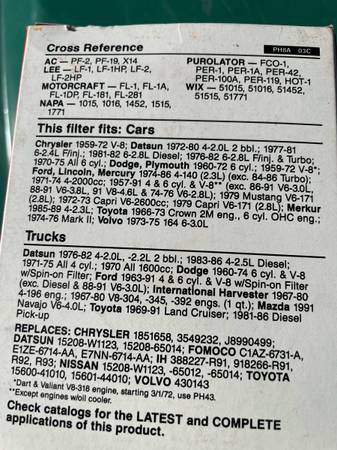 Cross Reference
PH8A 03C
AC — PF-2, PF-19, X14
LEE — LF-1, LF-1HP, LF-2,
LF-2HP
MOTORCRAFT — FL-1, FL-1A,
FL-1DP, FL-181, FL-281
NAPA — 1015, 1016, 1452, 1515,
1771
PUROLATOR — FCO-1,
PER-1, PER-1A, PER-42,
PER-100A, PER-119, HOT-1
WIX — 51015, 51016, 51452,
51515, 51771
This filter fits: Cars
Chrysler 1959-72 V-8; Datsun 1972-80 4-2.0L 2 bbl.; 1977-81
6-2.4L F/inj.; 1981-82 6-2.8L Diesel; 1976-82 6-2.8L F/inj. & Turbo;
1970-75 All 6 cyl.; Dodge, Plymouth 1960-72 6 cyl.; 1959-72 V-8*;
Ford, Lincoln, Mercury 1974-86 4-140 (2.3L) (exc. 84-86 Turbo);
1971-74 4-2000cc; 1957-91 4 & 6 cyl. & V-8** (exc. 86-91 V6-3.0L,
88-91 V6-3.8L, 91 V8-4.6L & 74-76 V6-2.8L); 1979 Mustang V6-171
(2.8L); 1972-73 Capri V6-2600cc; 1979 Capri V6-171 (2.8L); Merkur
1985-89 4-2.3L; Toyota 1966-73 Crown 2M eng., 6 cyl. OHC eng.;
1974-76 Mark II; Volvo 1973-75 164 6-3.0L
Trucks
Datsun 1976-82 4-2.0L, -2.2L 2 bbl.; 1983-86 4-2.5L Diesel;
1971-75 All 4 cyl.; 1970 All 1600cc; Dodge 1960-74 6 cyl. & V-8
w/Spin-on Filter; Ford 1963-91 4 & 6 cyl. & V-8 w/Spin-on Filter
(exc. Diesel & 88-91 V6-3.0L); International Harvester 1967-80
4-196 eng.; 1967-80 V8-304, -345, -392 engs. (1 qt.); Mazda 1991
Navajo V6-4.0L; Toyota 1969-91 Land Cruiser; 1981-86 Diesel
Pick-up
REPLACES: CHRYSLER 1851658, 3549232, J8990499;
DATSUN 15208-W1123, 15208-65014; FOMOCO C1AZ-6731-A,
E1ZE-6714-AA, E7NN-6714-AA; IH 388227-R91, 918266-R91,
R92, R93; NISSAN 15208-W1123, -65012, -65014; TOYOTA
15600-41010, 15601-44010; VOLVO 430143
*Dart & Valiant V8-318 engine, starting 3/1/72, use PH43.
**Except engines w/oil cooler.
Check catalogs for the LATEST and COMPLETE
applications of this product.